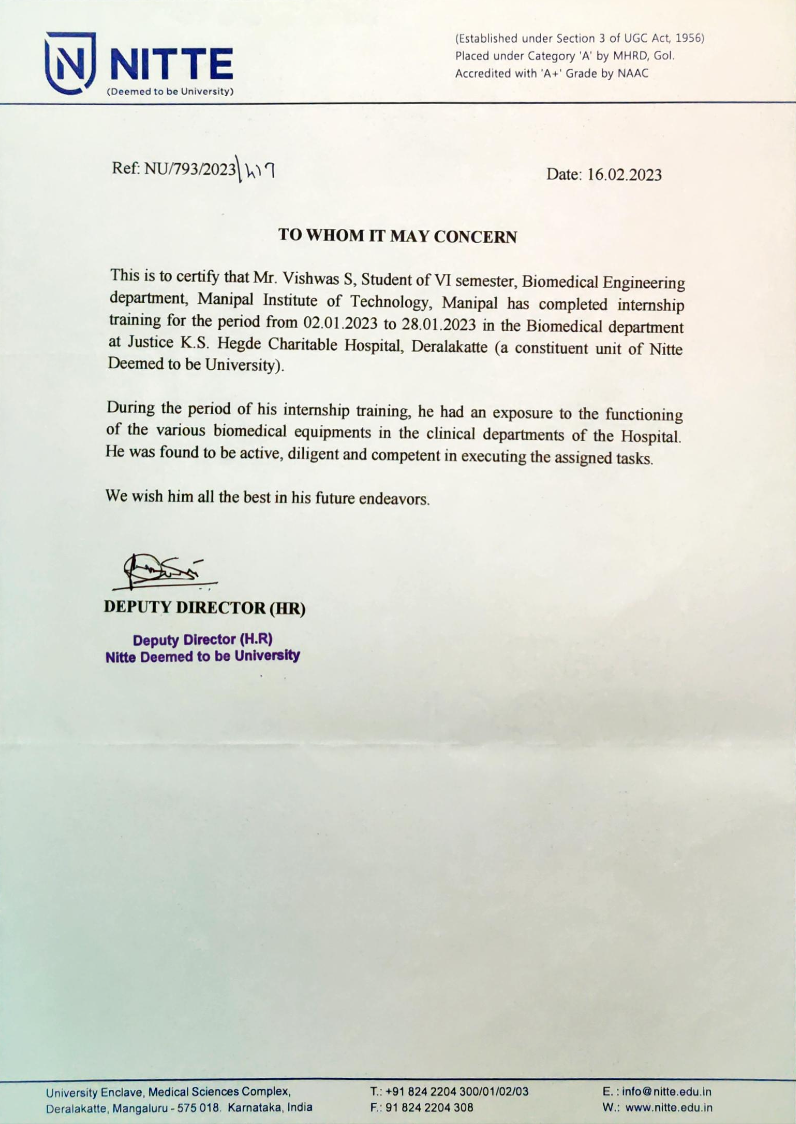 NITTE
(Deemed to be University)
(Established under Section 3 of UGC Act, 1956)
Placed under Category 'A' by MHRD, GoI.
Accredited with 'A+' Grade by NAAC
Ref: NU/793/2023
Date: 16.02.2023
TO WHOM IT MAY CONCERN
This is to certify that Mr. Vishwas S, Student of VI semester, Biomedical Engineering
department, Manipal Institute of Technology, Manipal has completed internship
training for the period from 02.01.2023 to 28.01.2023 in the Biomedical department
at Justice K.S. Hegde Charitable Hospital, Deralakatte (a constituent unit of Nitte
Deemed to be University).
During the period of his internship training, he had an exposure to the functioning
of the various biomedical equipments in the clinical departments of the Hospital.
He was found to be active, diligent and competent in executing the assigned tasks.
We wish him all the best in his future endeavors.
DEPUTY DIRECTOR (HR)
Deputy Director (H.R)
Nitte Deemed to be University
University Enclave, Medical Sciences Complex,
Deralakatte, Mangaluru - 575 018. Karnataka, India
T.: +91 824 2204 300/01/02/03
F.: 91 824 2204 308
E. : info@nitte.edu.in
W.: www.nitte.edu.in